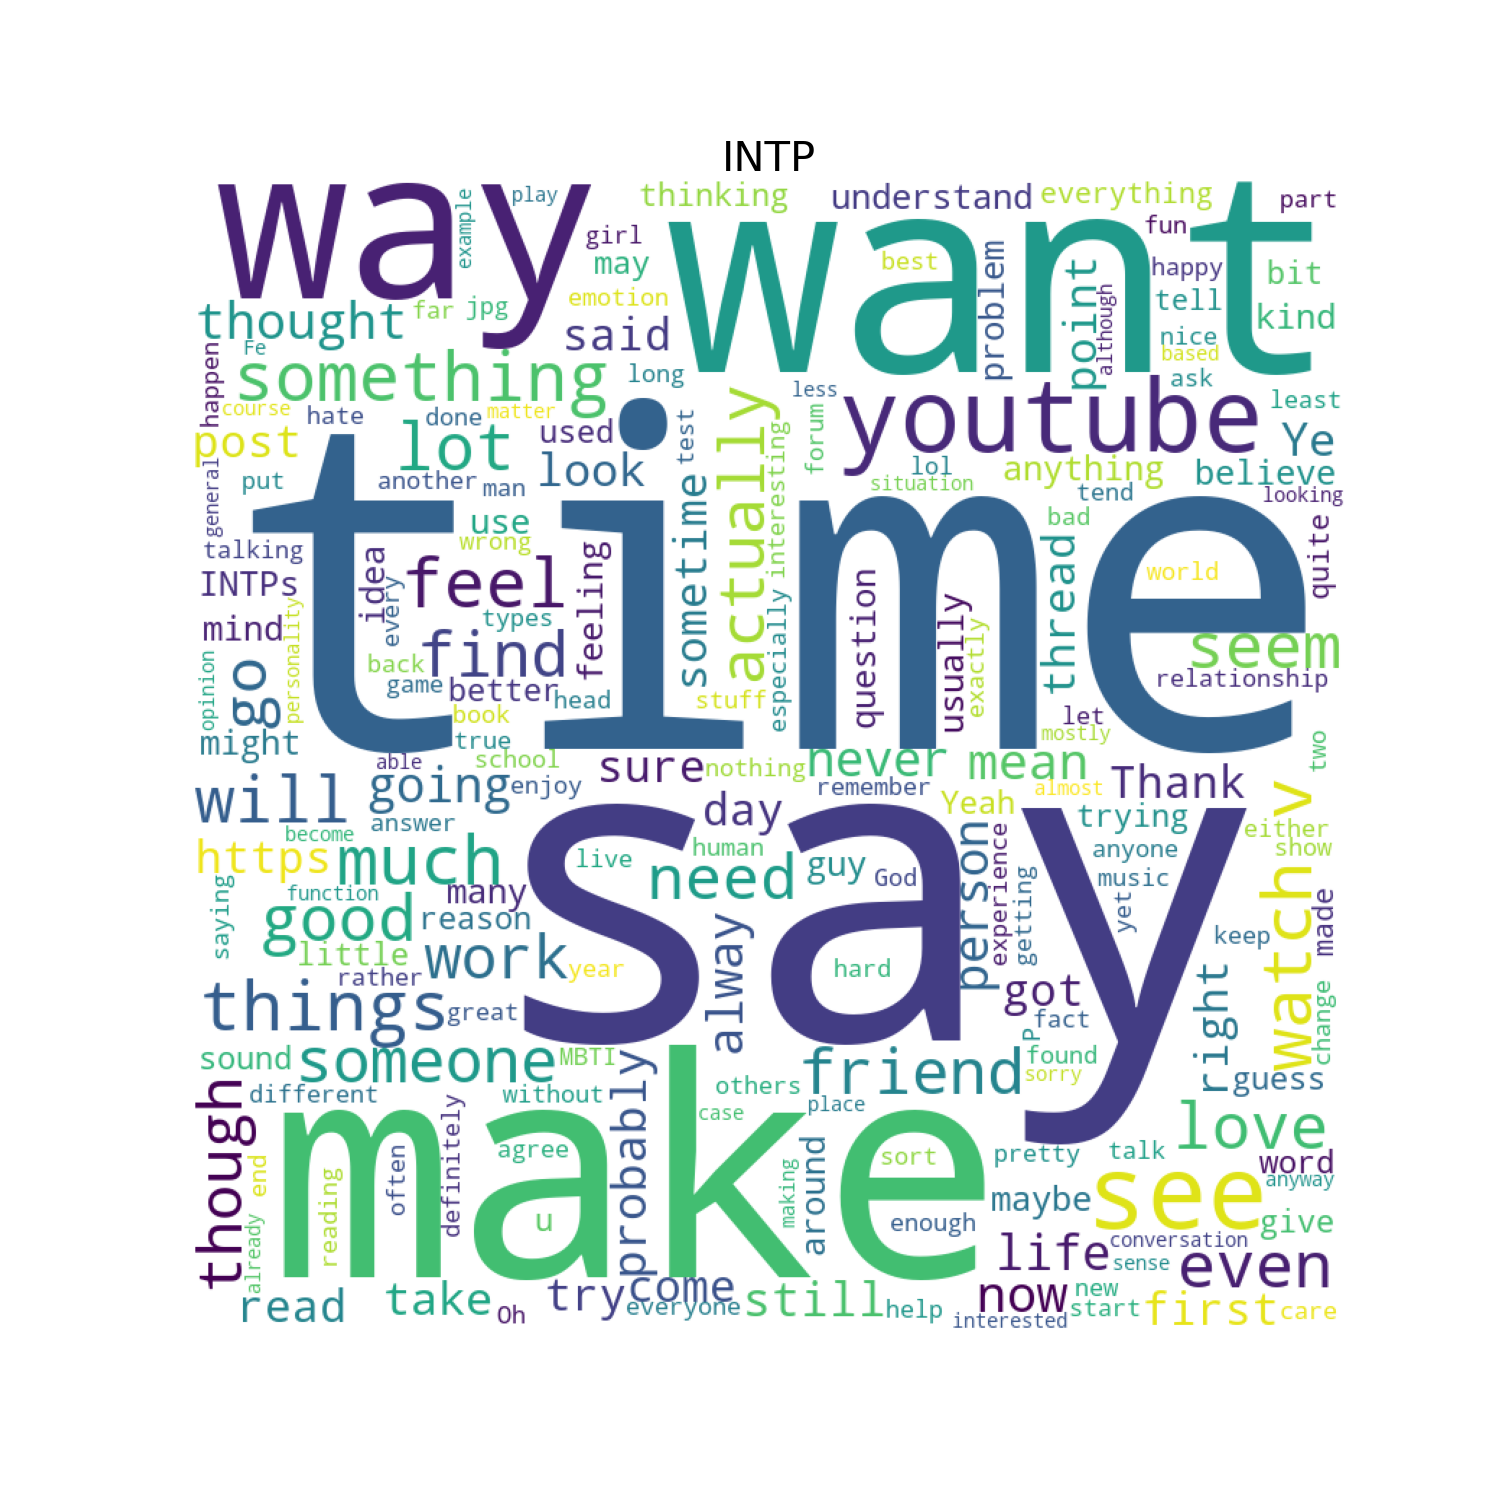 INTP
way
example
play
thinking
understand
everything
part
girl
want
fun
may
best
problem
point
happy
bit
emotion
tell
kind
thought
far
jpg
said
although
nice
Fe
something
long
based
happen
less
youtube
ask
course
hate
done
matter
actually
least
post
lot
used
test
forum
Ye
look
interesting
lol
anything
believe
put
another
man
time
situation
tend
looking
general
use
sometime
bad
quite
talking
wrong
INTPs
idea
feel
feeling
question
thread
world
every
types
especially
usually
exactly
mind
personality
find
seem
opinion
go
back
game
better
head
stuff
relationship
book
let
might
true
mostly
two
able
school
sure
nothing
never
mean
will
going
enjoy
remember
Thank
day
Yeah
almost
watch v
become
answer
trying
either
https
much
live
human
person
experience
anyone
show
function
need
guy
God
music
saying
good
many
getting
yet
made
reason
say
little
work
year
alway
hard
keep
rather
right
things
great
got
fact
change
sound
someone
MBTI
probably
friend
P
found
guess
though
different
without
others
sorry
make
case
place
love
definitely
agree
pretty
talk
word
end
reading
often
sort
making
around
maybe
see
anyway
already
u
enough
give
life
conversation
sense
even
read
take
Oh
try
come
everyone
still
help
now
new
start
first
care
interested